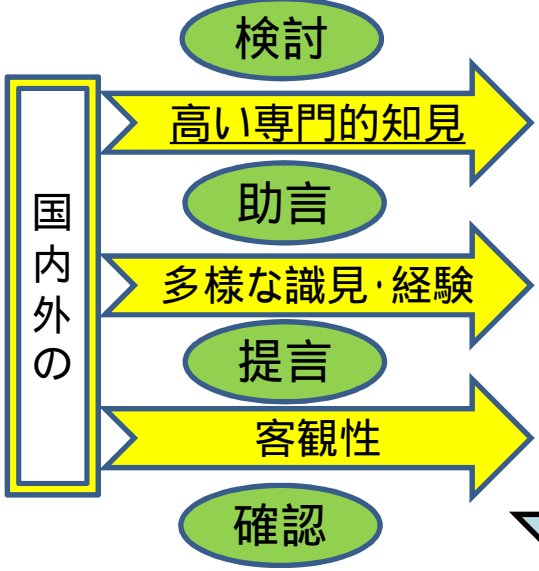 国内外の
検討
高い専門的知見
助言
多様な識見・経験
提言
客観性
確認